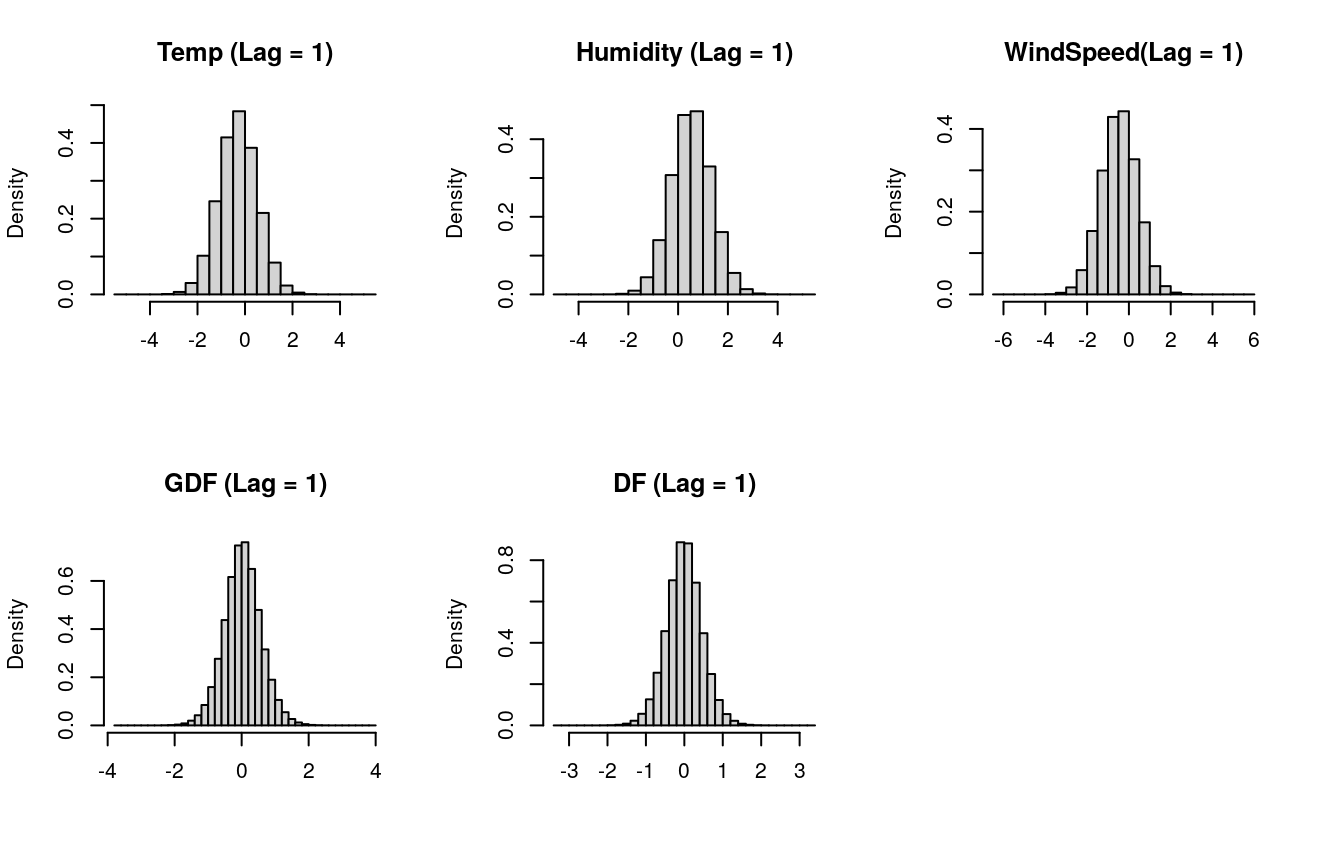 Temp (Lag = 1)
Density
0.0 0.2 0.4
-4 -2 0 2 4
Humidity (Lag = 1)
Density
0.0 0.2 0.4
-4 -2 0 2 4
WindSpeed(Lag = 1)
Density
0.0 0.2 0.4
-6 -4 -2 0 2 4 6
GDF (Lag = 1)
Density
0.0 0.2 0.4 0.6
-4 -2 0 2 4
DF (Lag = 1)
Density
0.0 0.4 0.8
-3 -2 -1 0 1 2 3